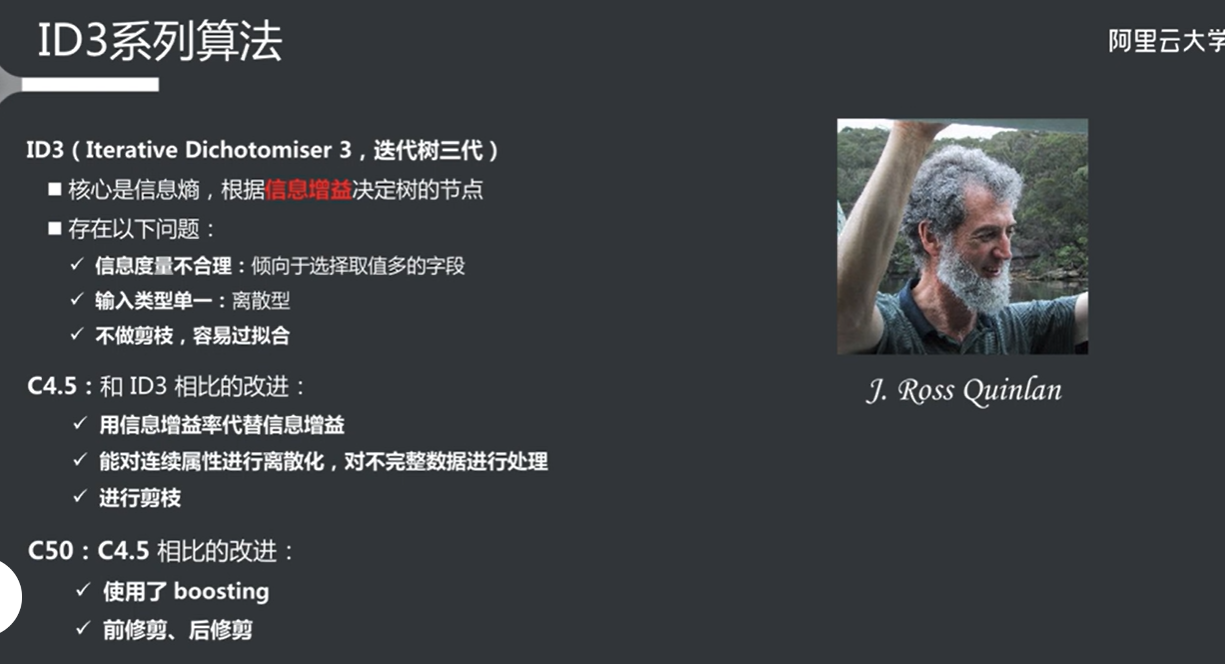 ID3系列算法
阿里云大学
ID3（Iterative Dichotomiser 3，迭代树三代）
■ 核心是信息熵，根据信息增益决定树的节点
■ 存在以下问题：
✓ 信息度量不合理：倾向于选择取值多的字段
✓ 输入类型单一：离散型
✓ 不做剪枝，容易过拟合
J. Ross Quinlan
C4.5：和 ID3 相比的改进：
✓ 用信息增益率代替信息增益
✓ 能对连续属性进行离散化，对不完整数据进行处理
✓ 进行剪枝
C50：C4.5 相比的改进：
✓ 使用了 boosting
✓ 前修剪、后修剪